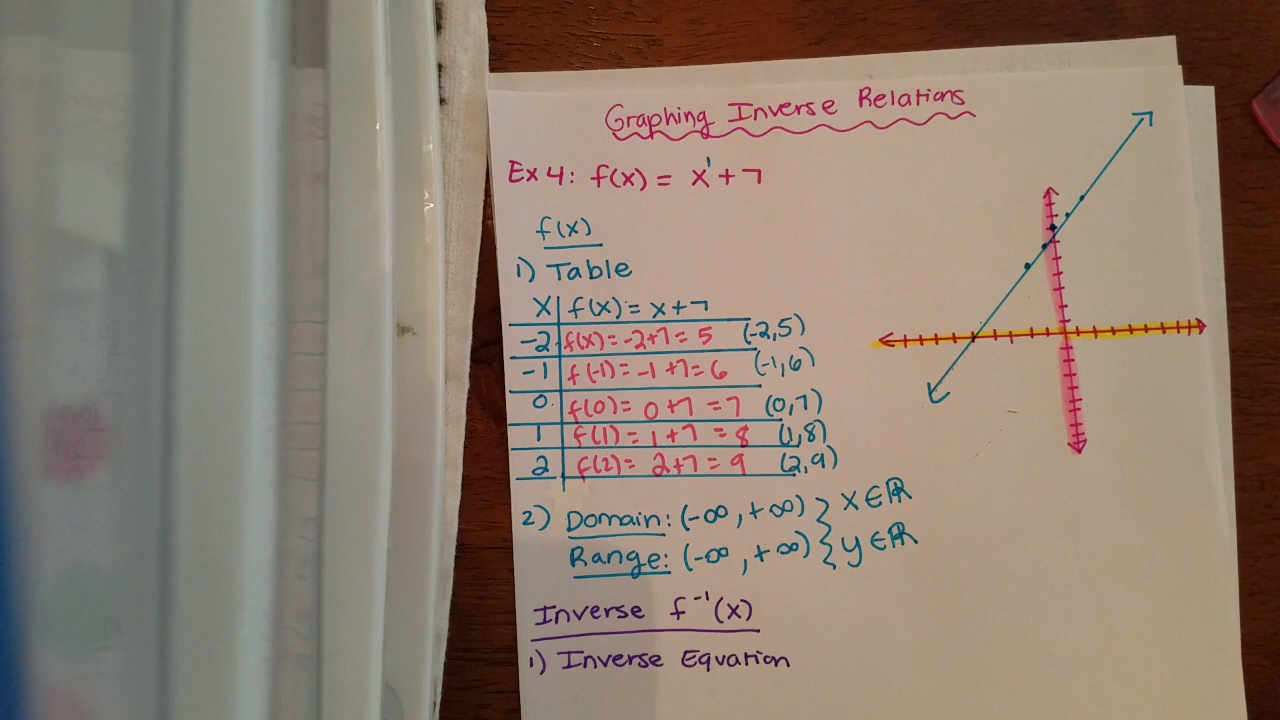 Graphing Inverse Relations
Ex 4: f(x) = x¹+7
f(x)
1) Table
X | f(x) = x+7
-2 | f(x) = -2+7 = 5 (-2,5)
-1 | f(-1) = -1+7 = 6 (-1,6)
0 | f(0) = 0+7 = 7 (0,7)
1 | f(1) = 1+7 = 8 (1,8)
2 | f(2) = 2+7 = 9 (2,9)
2) Domain: (-∞, +∞) } x∈ℝ
Range: (-∞, +∞) } y∈ℝ
Inverse f⁻¹(x)
1) Inverse Equation